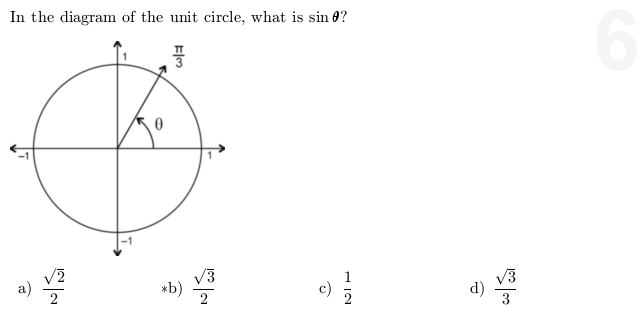 In the diagram of the unit circle, what is sin θ?
6
1
π/3
θ
−1
1
−1
a) √2/2 *b) √3/2 c) 1/2 d) √3/3